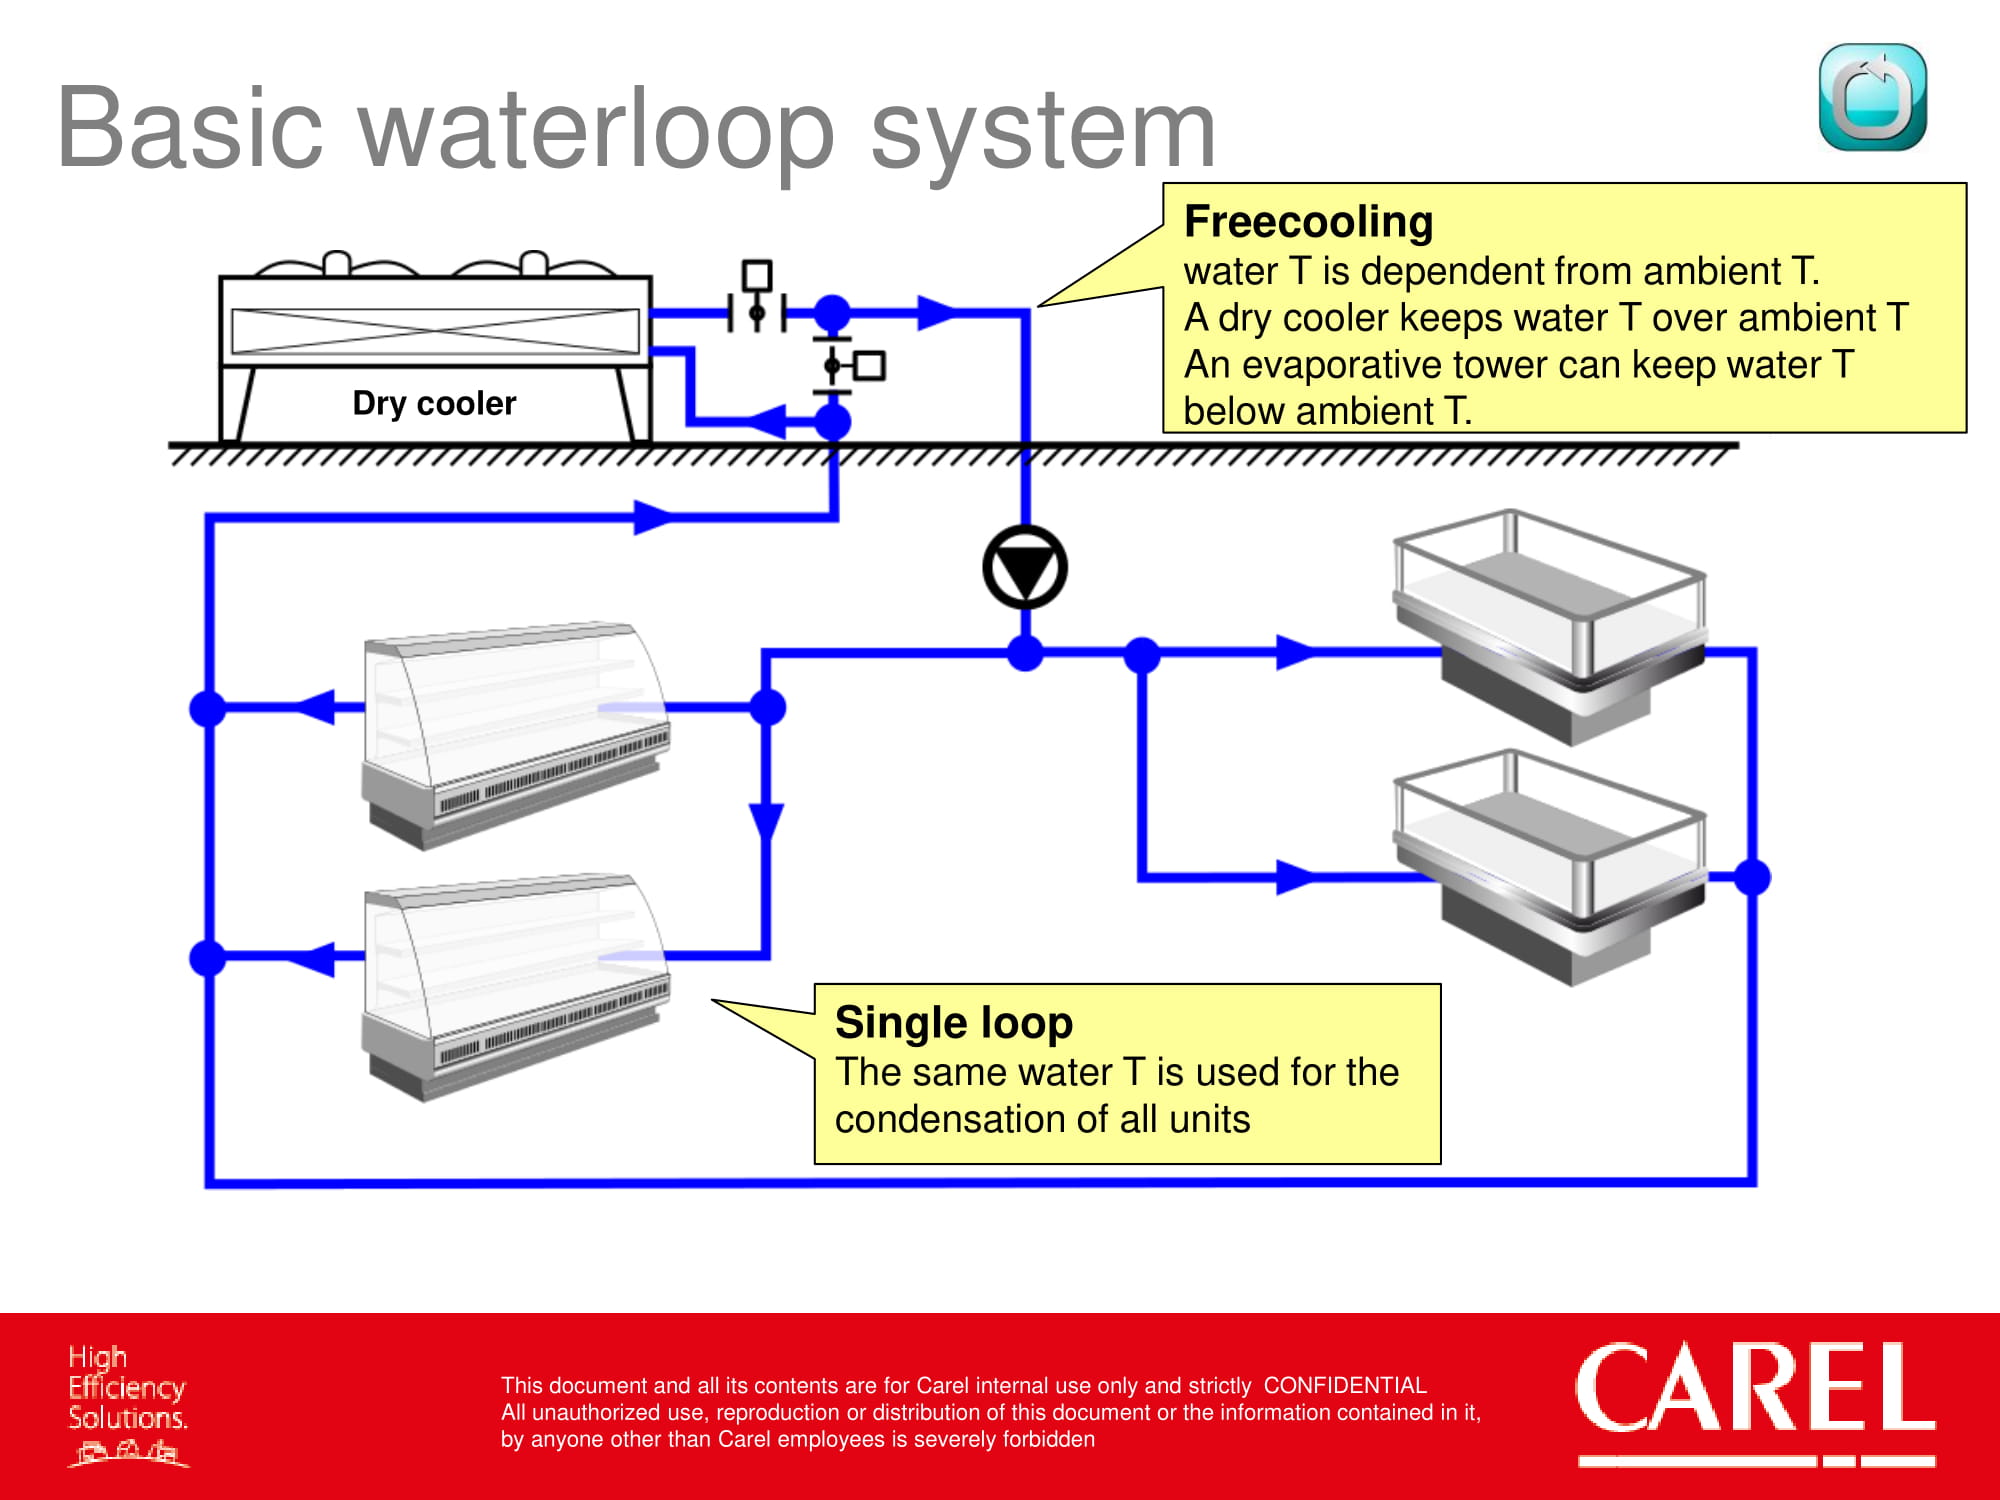 Basic waterloop system
Freecooling
water T is dependent from ambient T.
A dry cooler keeps water T over ambient T
An evaporative tower can keep water T
below ambient T.
Dry cooler
Single loop
The same water T is used for the
condensation of all units
High
Efficiency
Solutions.
This document and all its contents are for Carel internal use only and strictly CONFIDENTIAL
All unauthorized use, reproduction or distribution of this document or the information contained in it,
by anyone other than Carel employees is severely forbidden
CAREL